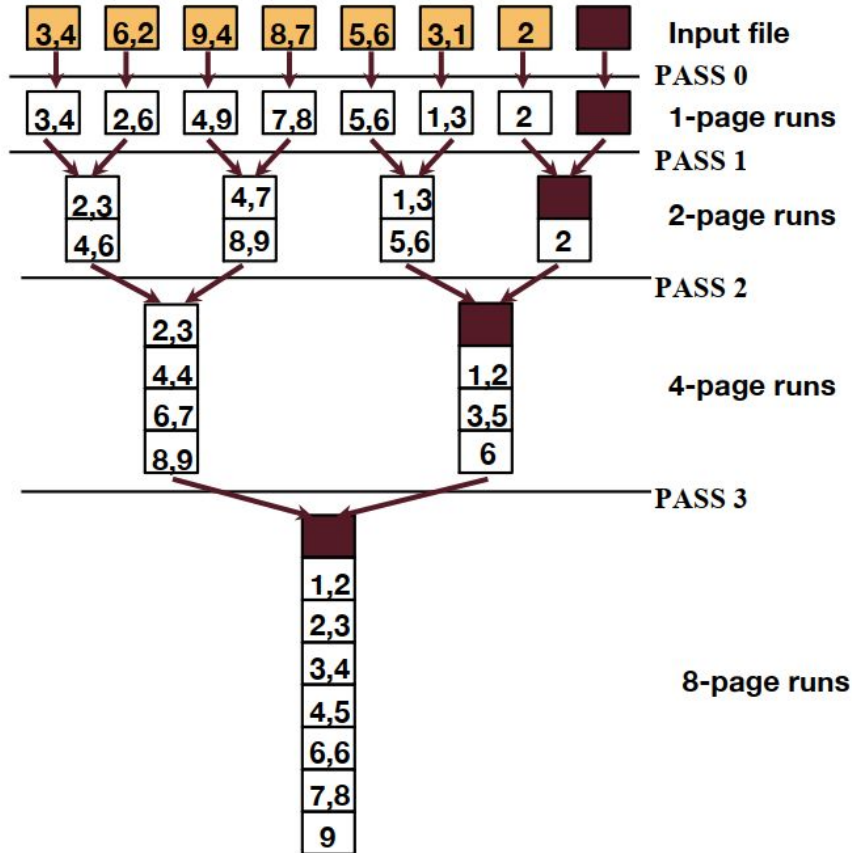 3,4 6,2 9,4 8,7 5,6 3,1 2 Input file
PASS 0
3,4 2,6 4,9 7,8 5,6 1,3 2 1-page runs
PASS 1
2,3 4,7 1,3
4,6 8,9 5,6 2 2-page runs
PASS 2
2,3
4,4 1,2 4-page runs
6,7 3,5
8,9 6
PASS 3
1,2
2,3
3,4
4,5 8-page runs
6,6
7,8
9